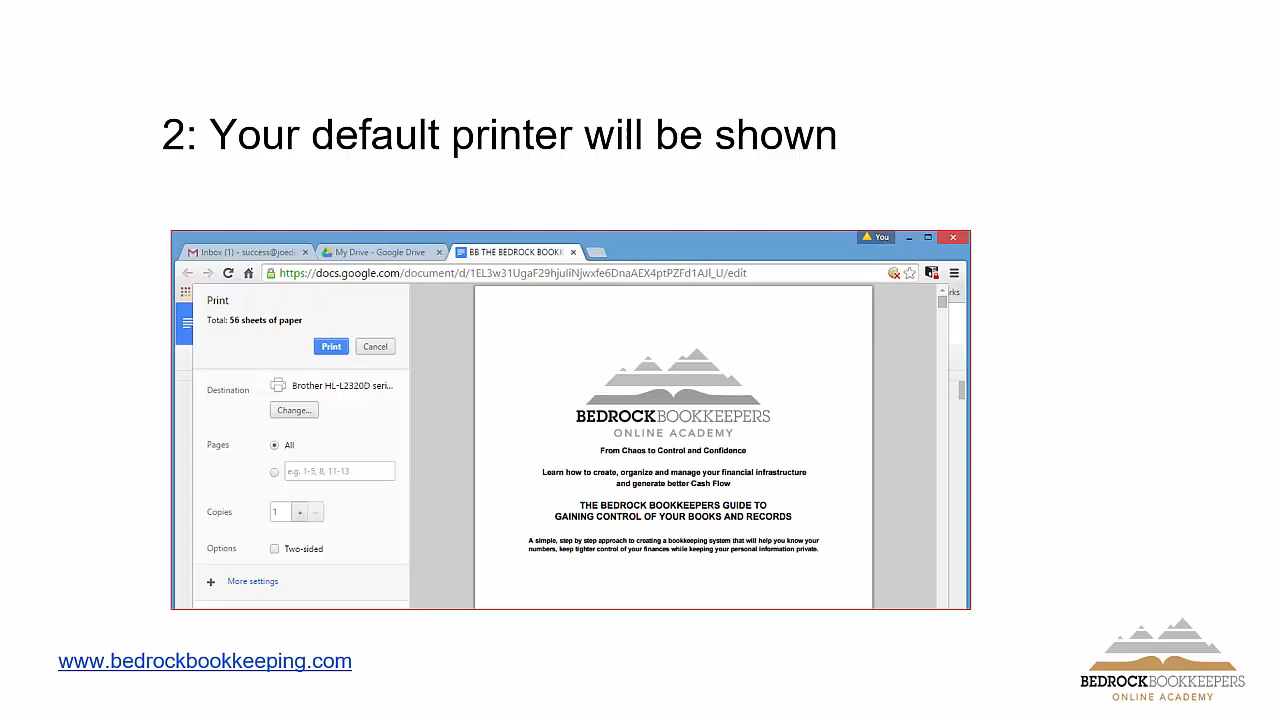 2: Your default printer will be shown
Inbox (1) - success@joedi
My Drive - Google Drive
BB THE BEDROCK BOOKK
You
https://docs.google.com/document/d/1EL3w31UgaF29hjuIiNjwxfe6DnaAEX4ptPZFd1AJl_U/edit
rks
Print
Total: 56 sheets of paper
Print
Cancel
Destination
Brother HL-L2320D seri...
Change...
Pages
All
e.g. 1-5, 8, 11-13
Copies
1
+
-
Options
Two-sided
+ More settings
BEDROCKBOOKKEEPERS
ONLINE ACADEMY
From Chaos to Control and Confidence
Learn how to create, organize and manage your financial infrastructure
and generate better Cash Flow
THE BEDROCK BOOKKEEPERS GUIDE TO
GAINING CONTROL OF YOUR BOOKS AND RECORDS
A simple, step by step approach to creating a bookkeeping system that will help you know your
numbers, keep tighter control of your finances while keeping your personal information private.
www.bedrockbookkeeping.com
BEDROCKBOOKKEEPERS
ONLINE ACADEMY